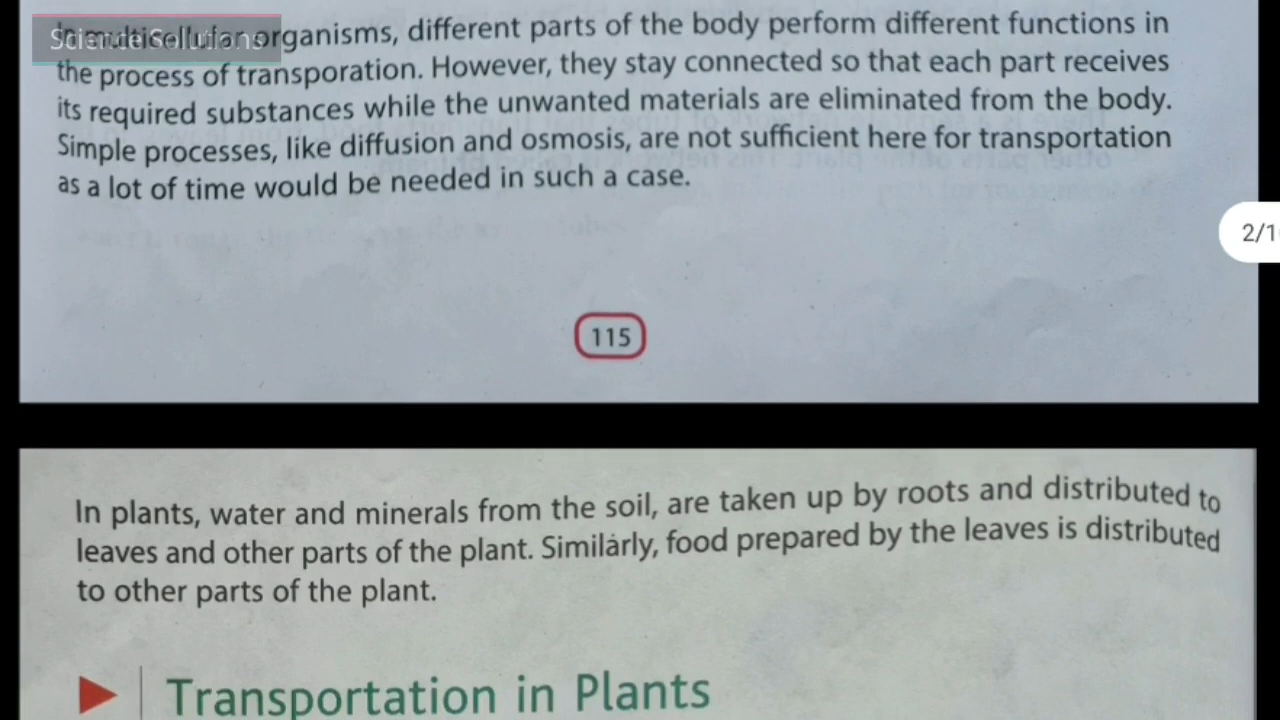 Science Solutions
In multicellular organisms, different parts of the body perform different functions in
the process of transporation. However, they stay connected so that each part receives
its required substances while the unwanted materials are eliminated from the body.
Simple processes, like diffusion and osmosis, are not sufficient here for transportation
as a lot of time would be needed in such a case.
2/1
115
In plants, water and minerals from the soil, are taken up by roots and distributed to
leaves and other parts of the plant. Similarly, food prepared by the leaves is distributed
to other parts of the plant.
Transportation in Plants